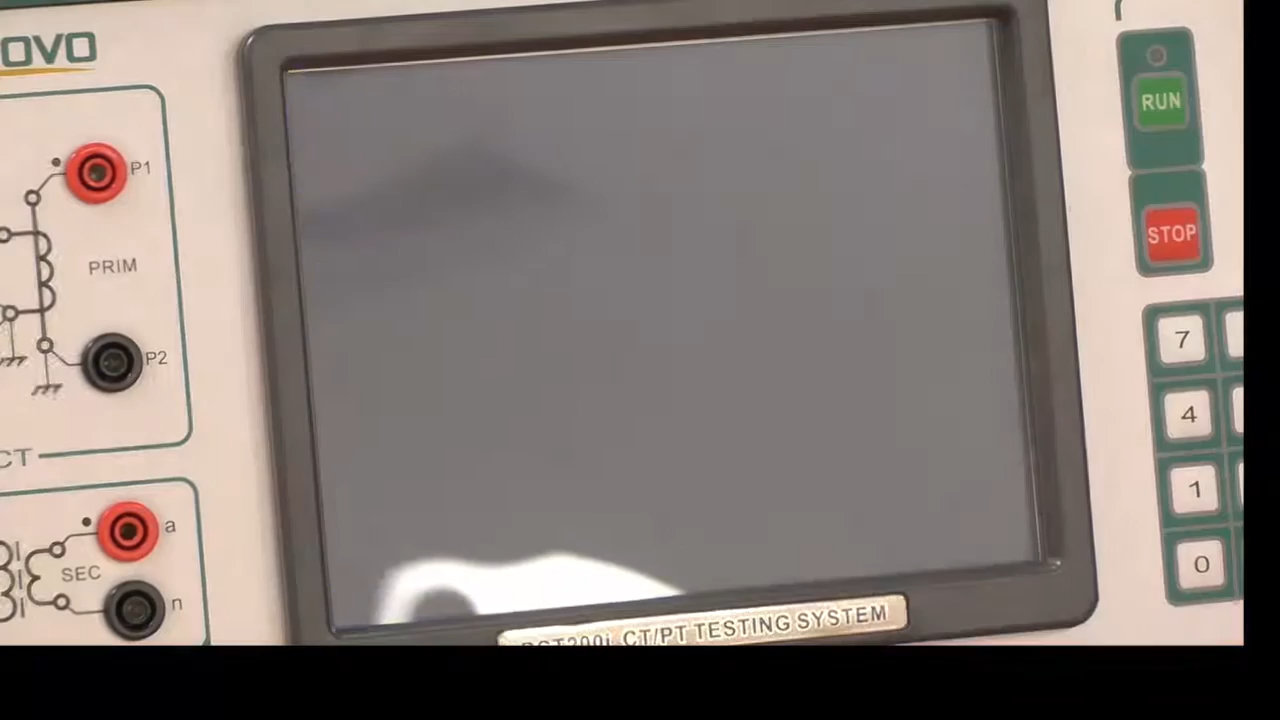 OVO
P1
PRIM
P2
CT
a
SEC
n
RUN
STOP
7
4
1
0
CT/PT TESTING SYSTEM